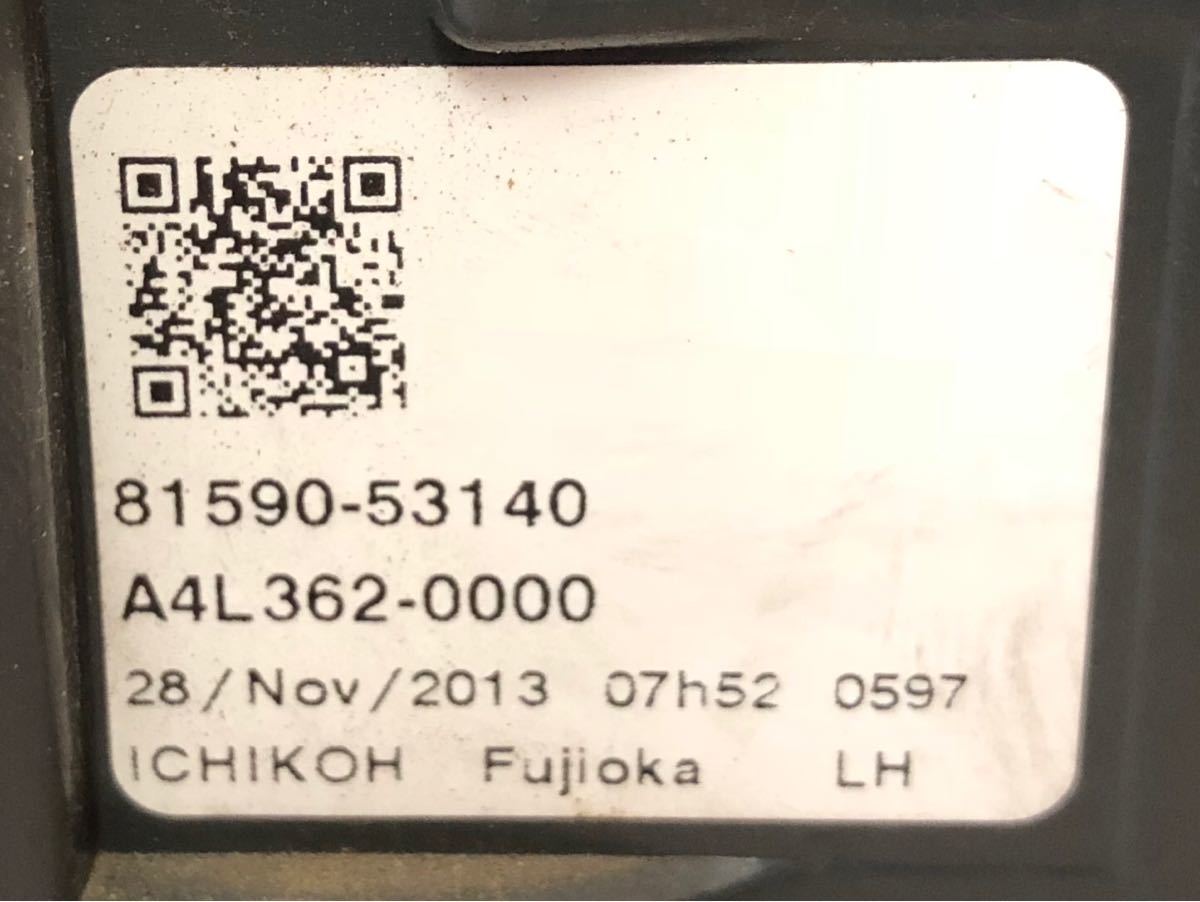 81590-53140
A4L362-0000
28/Nov/2013 07h52 0597
ICHIKOH Fujioka LH